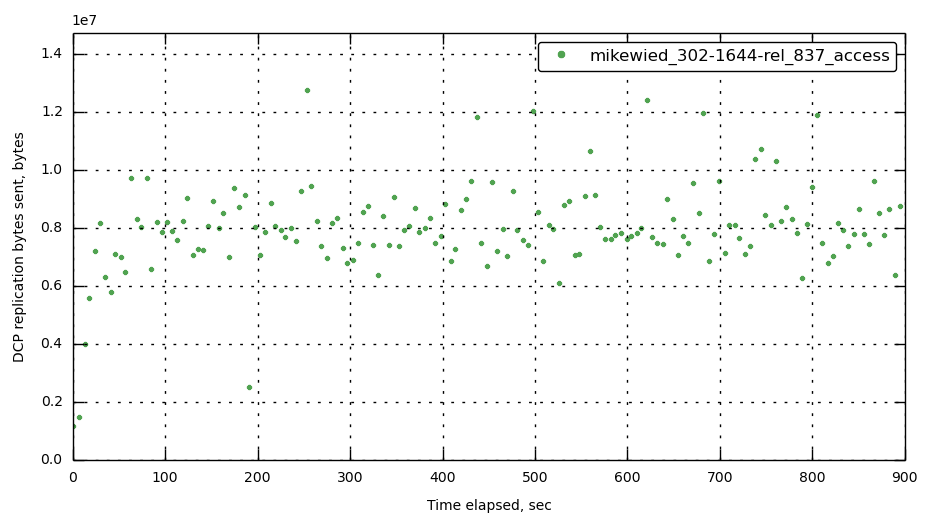 1e7
mikewied_302-1644-rel_837_access
1.4
1.2
1.0
0.8
0.6
0.4
0.2
0.0
DCP replication bytes sent, bytes
0 100 200 300 400 500 600 700 800 900
Time elapsed, sec